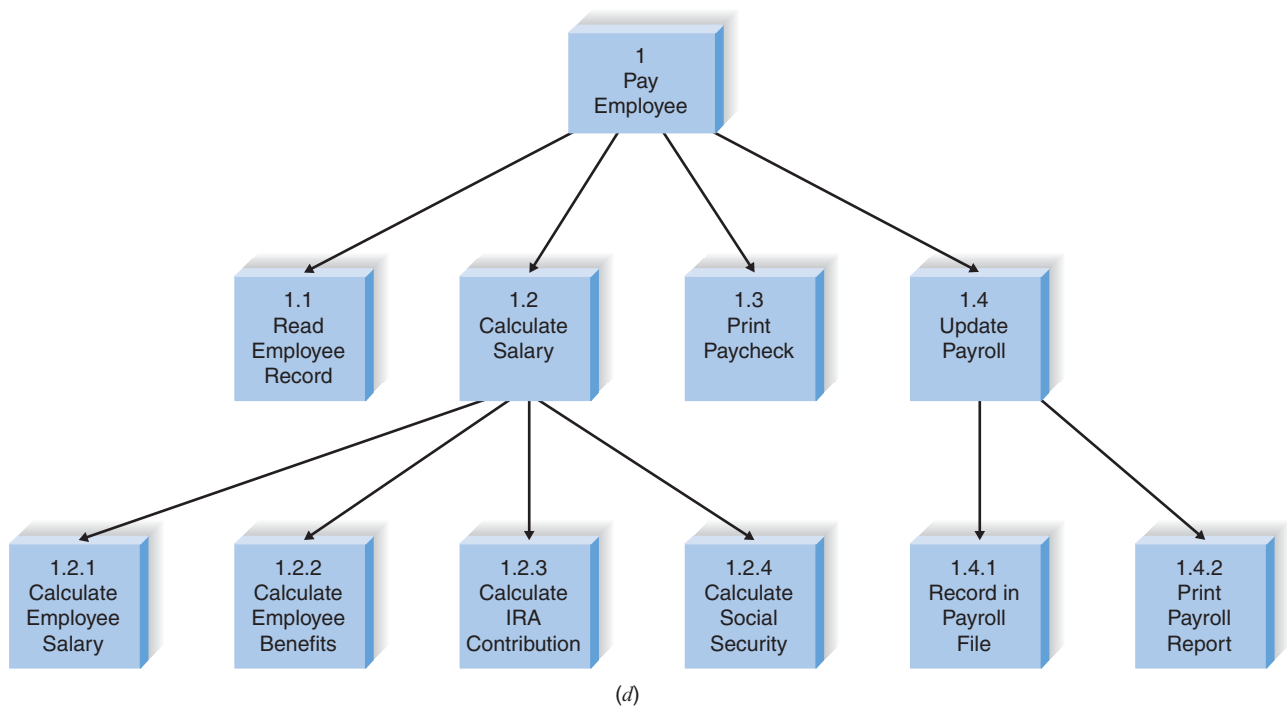 1
Pay
Employee
1.1
Read
Employee
Record
1.2
Calculate
Salary
1.3
Print
Paycheck
1.4
Update
Payroll
1.2.1
Calculate
Employee
Salary
1.2.2
Calculate
Employee
Benefits
1.2.3
Calculate
IRA
Contribution
1.2.4
Calculate
Social
Security
1.4.1
Record in
Payroll
File
1.4.2
Print
Payroll
Report
(d)